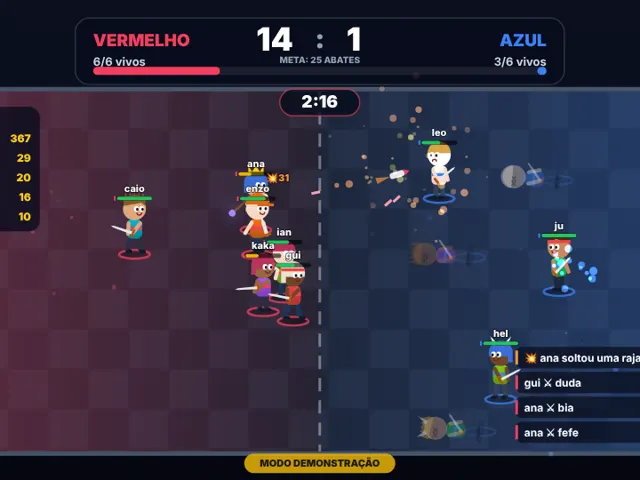 VERMELHO 14 : 1 AZUL
6/6 vivos META: 25 ABATES 3/6 vivos
2:16
367
29
20
16
10
leo
ana
31
caio
enzo
ian
ju
kaka
gui
hel
ana soltou uma raja
gui ⚔ duda
ana ⚔ bia
ana ⚔ fefe
MODO DEMONSTRAÇÃO